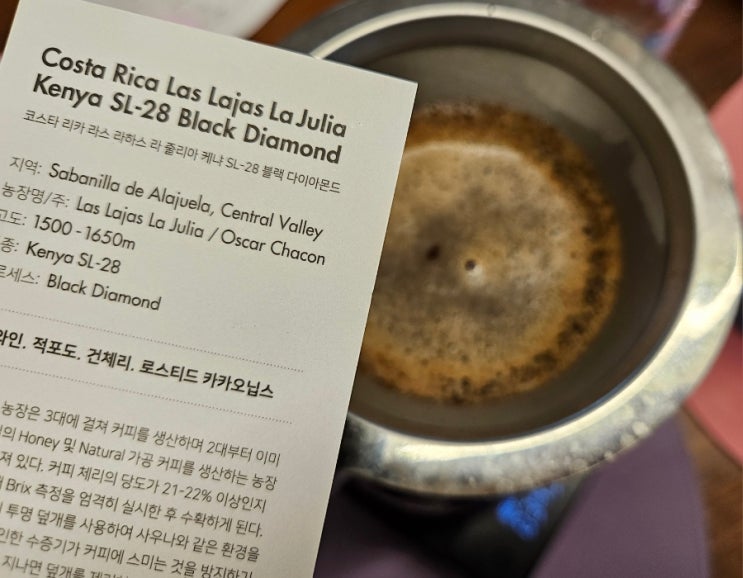 Costa Rica Las Lajas La Julia
Kenya SL-28 Black Diamond
코스타 리카 라스 라하스 라 줄리아 케냐 SL-28 블랙 다이아몬드
지역: Sabanilla de Alajuela, Central Valley
농장명/주: Las Lajas La Julia / Oscar Chacon
고도: 1500 -1650m
종: Kenya SL-28
로세스: Black Diamond
와인. 적포도. 건체리. 로스티드 카카오닙스
농장은 3대에 걸쳐 커피를 생산하며 2대부터 이미
의 Honey 및 Natural 가공 커피를 생산하는 농장
져 있다. 커피 체리의 당도가 21-22% 이상인지
Brix 측정을 엄격히 실시한 후 수확하게 된다.
투명 덮개를 사용하여 사우나와 같은 환경을
인한 수증기가 커피에 스미는 것을 방지하기
지나면 덮개를